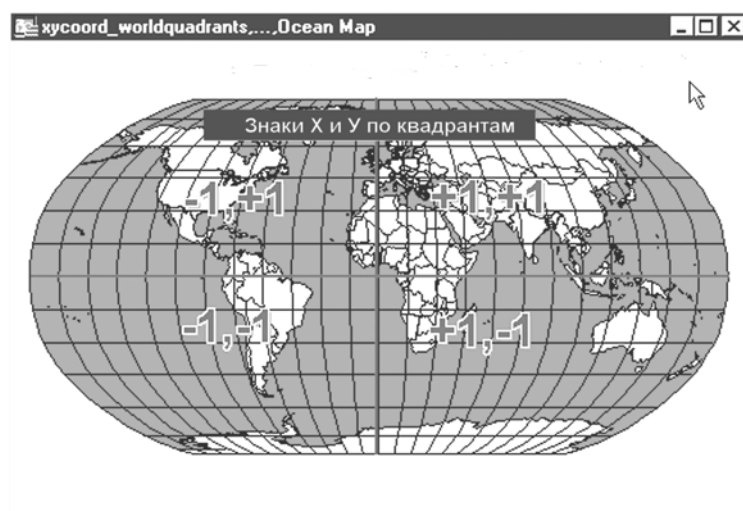 xycoord_worldquadrants,...,Ocean Map
Знаки X и У по квадрантам
-1,+1
+1,+1
-1,-1
+1,-1